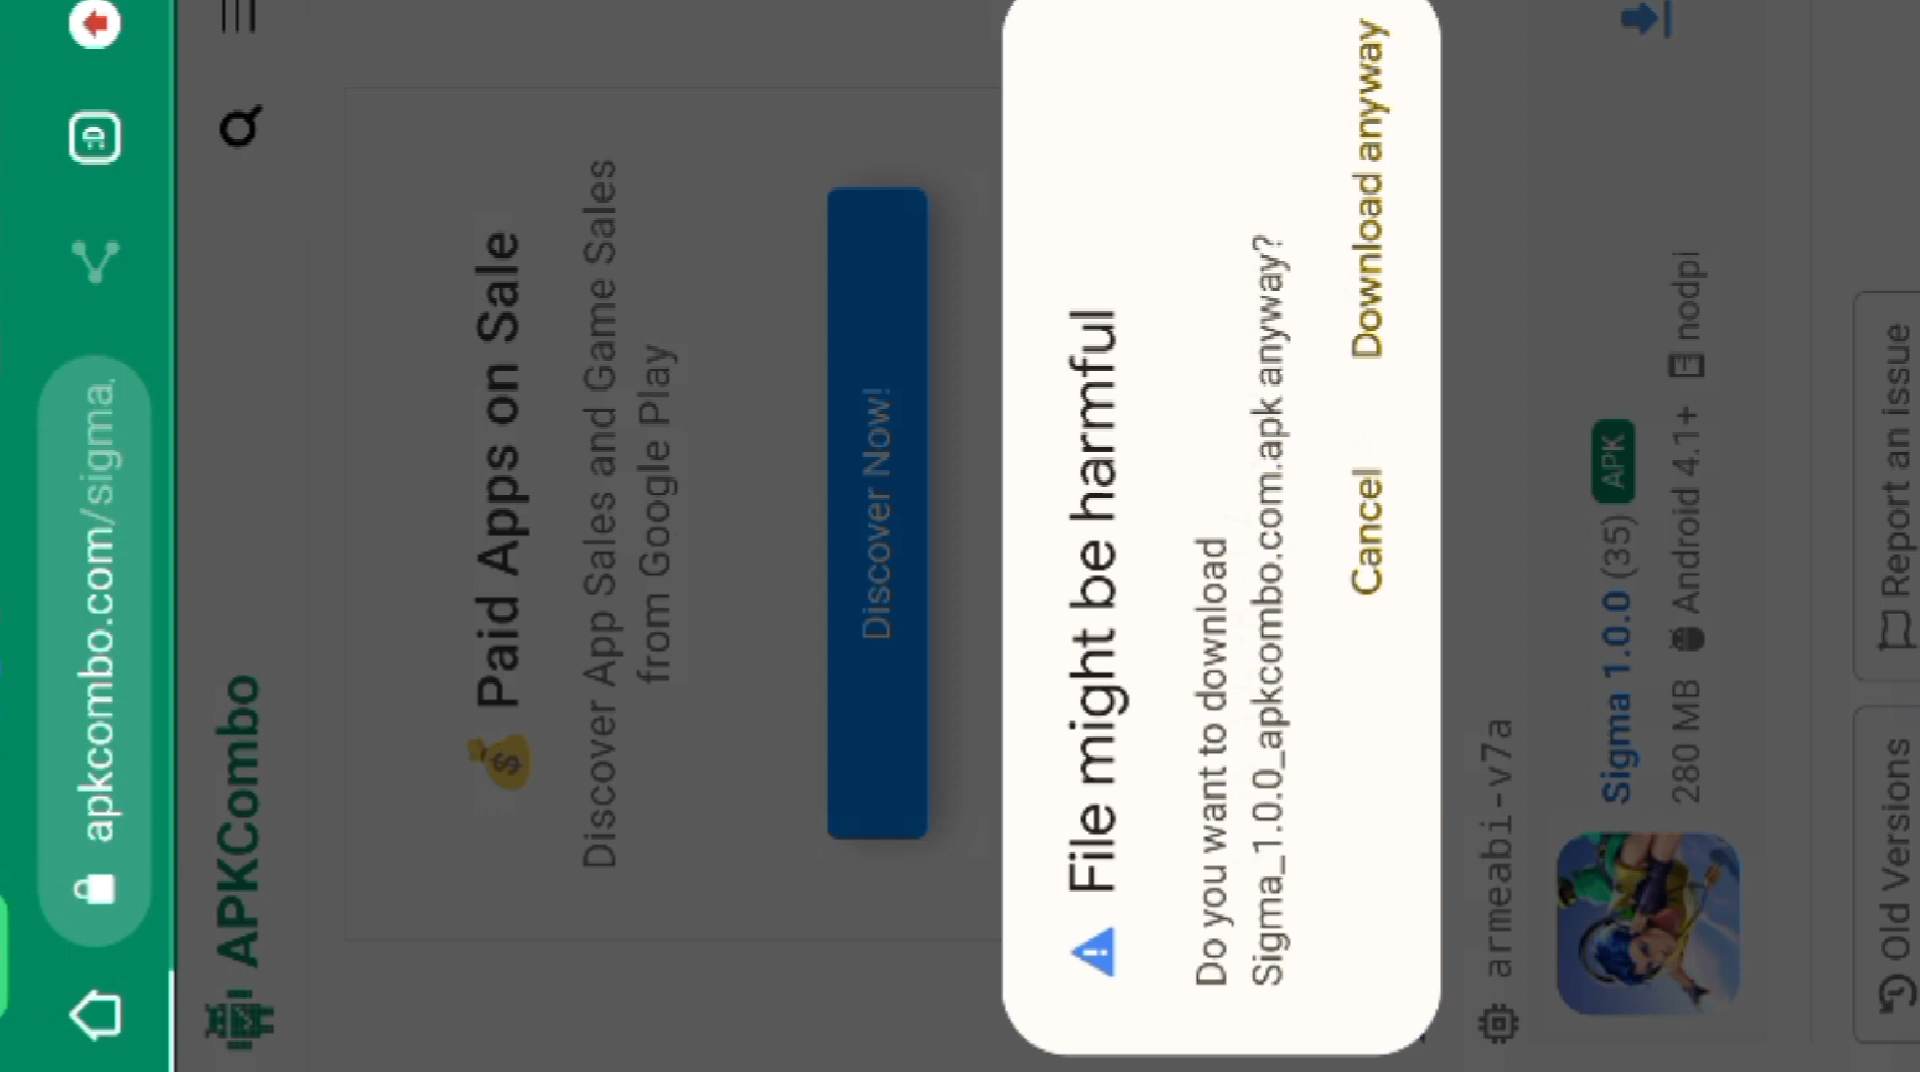 :D
apkcombo.com/sigma
APKCombo
💰 Paid Apps on Sale
Discover App Sales and Game Sales
from Google Play
Discover Now!
File might be harmful
Do you want to download
Sigma_1.0.0_apkcombo.com.apk anyway?
Cancel
Download anyway
armeabi-v7a
Sigma 1.0.0 (35) APK
280 MB Android 4.1+ nodpi
Old Versions
Report an issue